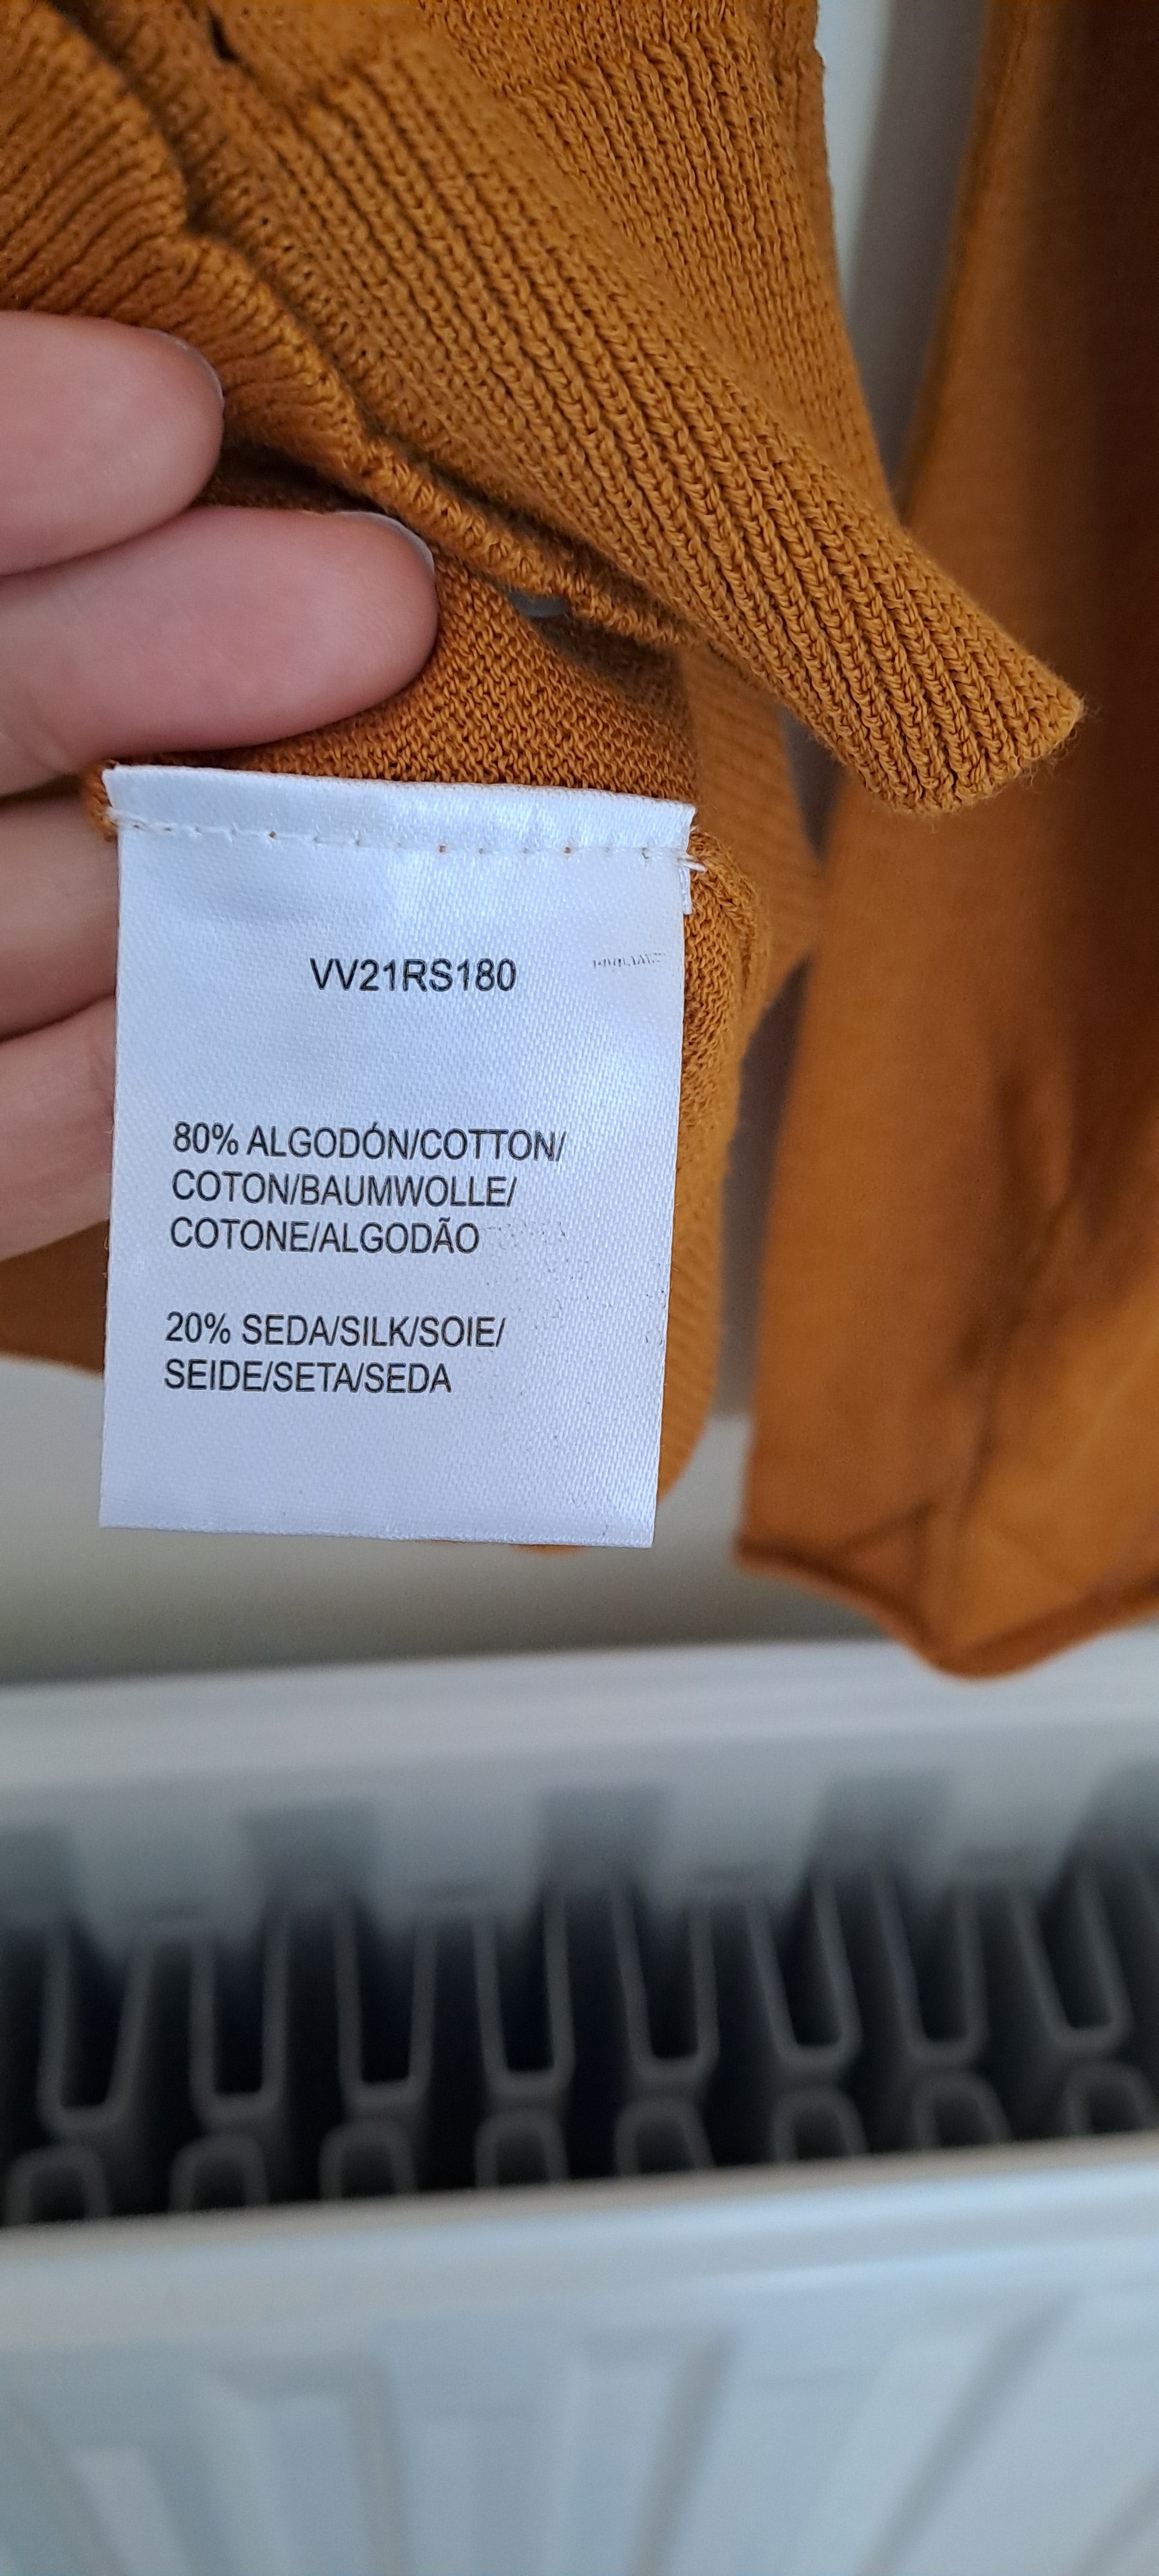 VV21RS180
80% ALGODÓN/COTTON/
COTON/BAUMWOLLE/
COTONE/ALGODÃO
20% SEDA/SILK/SOIE/
SEIDE/SETA/SEDA